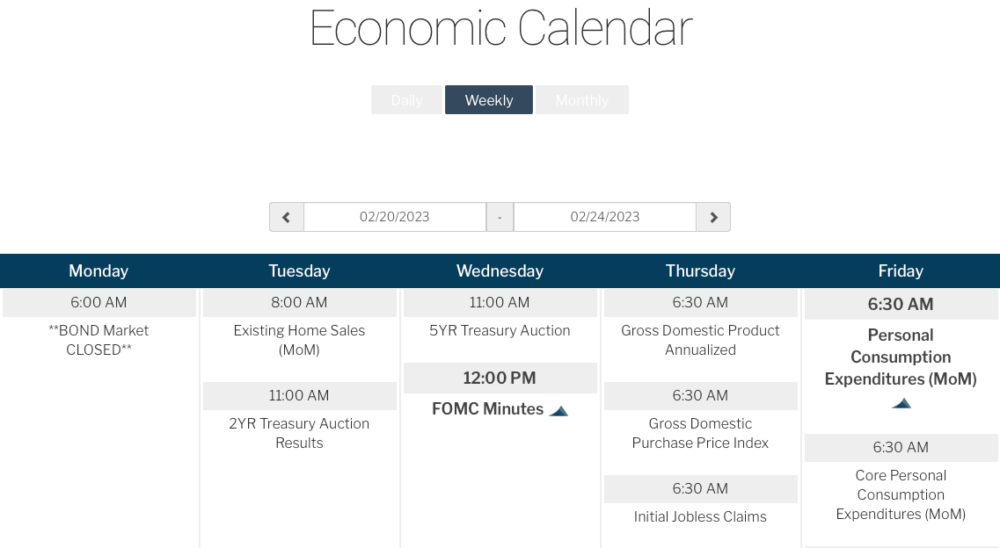 Economic Calendar
Daily
Weekly
Monthly
02/20/2023
-
02/24/2023
Monday
Tuesday
Wednesday
Thursday
Friday
6:00 AM
**BOND Market
CLOSED**
8:00 AM
Existing Home Sales
(MoM)
11:00 AM
2YR Treasury Auction
Results
11:00 AM
5YR Treasury Auction
12:00 PM
FOMC Minutes
6:30 AM
Gross Domestic Product
Annualized
6:30 AM
Gross Domestic
Purchase Price Index
6:30 AM
Initial Jobless Claims
6:30 AM
Personal
Consumption
Expenditures (MoM)
6:30 AM
Core Personal
Consumption
Expenditures (MoM)